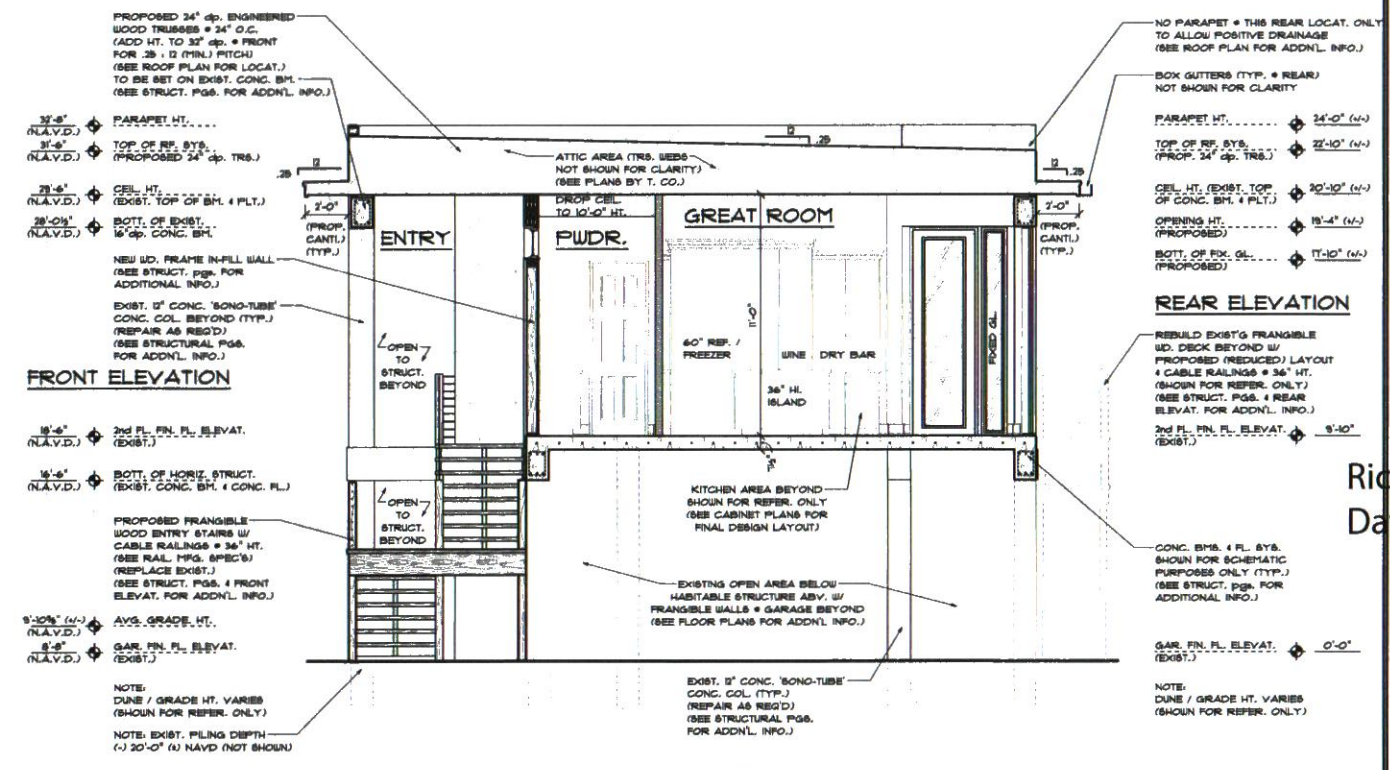 PROPOSED 24" dp. ENGINEERED
WOOD TRUSSES @ 24" O.C.
(ADD HT. TO 32" dp. @ FRONT
FOR .25 : 12 (MIN.) PITCH)
(SEE ROOF PLAN FOR LOCAT.)
TO BE SET ON EXIST. CONC. BM.
(SEE STRUCT. PGS. FOR ADDN'L. INFO.)
32'-8" (N.A.V.D.) PARAPET HT.
31'-6" (N.A.V.D.) TOP OF RF. SYS.
(PROPOSED 24" dp. TRS.)
(N.A.V.D.) CEIL. HT.
(EXIST. TOP OF BM. & PLT.)
28'-0½" (N.A.V.D.) BOTT. OF EXIST.
16" dp. CONC. BM.
NEW WD. FRAME IN-FILL WALL
(SEE STRUCT. pgs. FOR
ADDITIONAL INFO.)
EXIST. 12" CONC. 'SONO-TUBE'
CONC. COL. BEYOND (TYP.)
(REPAIR AS REQ'D)
(SEE STRUCTURAL PGS.
FOR ADDN'L. INFO.)
FRONT ELEVATION
18'-6" (N.A.V.D.) 2nd FL. FIN. FL. ELEVAT.
(EXIST.)
16'-6" (N.A.V.D.) BOTT. OF HORIZ. STRUCT.
(EXIST. CONC. BM. & CONC. FL.)
PROPOSED FRANGIBLE
WOOD ENTRY STAIRS W/
CABLE RAILINGS @ 36" HT.
(SEE RAIL. MFG. SPEC'S)
(REPLACE EXIST.)
(SEE STRUCT. PGS. & FRONT
ELEVAT. FOR ADDN'L. INFO.)
(+/-) (N.A.V.D.) AVG. GRADE HT.
8'-8" (N.A.V.D.) GAR. FIN. FL. ELEVAT.
(EXIST.)
NOTE:
DUNE / GRADE HT. VARIES
(SHOWN FOR REFER. ONLY)
NOTE: EXIST. PILING DEPTH
(-) 20'-0" (±) NAVD (NOT SHOWN)
12
.25
2'-0"
(PROP.
CANTI.)
(TYP.)
12
.25
ATTIC AREA (TRS. WEBS
NOT SHOWN FOR CLARITY)
(SEE PLANS BY T. CO.)
DROP CEIL.
TO 10'-0" HT.
ENTRY
PWDR.
GREAT ROOM
OPEN
TO
STRUCT.
BEYOND
60" REF. /
FREEZER
WINE / DRY BAR
11'-0"
36" HI.
ISLAND
FIXED GL.
OPEN
TO
STRUCT.
BEYOND
KITCHEN AREA BEYOND
SHOWN FOR REFER. ONLY
(SEE CABINET PLANS FOR
FINAL DESIGN LAYOUT)
EXISTING OPEN AREA BELOW
HABITABLE STRUCTURE ABV. W/
FRANGIBLE WALLS @ GARAGE BEYOND
(SEE FLOOR PLANS FOR ADDN'L INFO.)
EXIST. 12" CONC. 'SONO-TUBE'
CONC. COL. (TYP.)
(REPAIR AS REQ'D)
(SEE STRUCTURAL PGS.
FOR ADDN'L. INFO.)
12
.25
2'-0"
(PROP.
CANTI.)
(TYP.)
NO PARAPET @ THIS REAR LOCAT. ONLY
TO ALLOW POSITIVE DRAINAGE
(SEE ROOF PLAN FOR ADDN'L. INFO.)
BOX GUTTERS (TYP. @ REAR)
NOT SHOWN FOR CLARITY
PARAPET HT. 24'-0" (+/-)
TOP OF RF. SYS. 22'-10" (+/-)
(PROP. 24" dp. TRS.)
CEIL. HT. (EXIST. TOP 20'-10" (+/-)
OF CONC. BM. & PLT.)
OPENING HT. (+/-)
(PROPOSED)
BOTT. OF FIX. GL. 17'-10" (+/-)
(PROPOSED)
REAR ELEVATION
REBUILD EXIST'G FRANGIBLE
WD. DECK BEYOND W/
PROPOSED (REDUCED) LAYOUT
& CABLE RAILINGS @ 36" HT.
(SHOWN FOR REFER. ONLY)
(SEE STRUCT. PGS. & REAR
ELEVAT. FOR ADDN'L. INFO.)
2nd FL. FIN. FL. ELEVAT. 9'-10"
(EXIST.)
Ric
Da
CONC. BMS. & FL. SYS.
SHOWN FOR SCHEMATIC
PURPOSES ONLY (TYP.)
(SEE STRUCT. pgs. FOR
ADDITIONAL INFO.)
GAR. FIN. FL. ELEVAT. 0'-0"
(EXIST.)
NOTE:
DUNE / GRADE HT. VARIES
(SHOWN FOR REFER. ONLY)